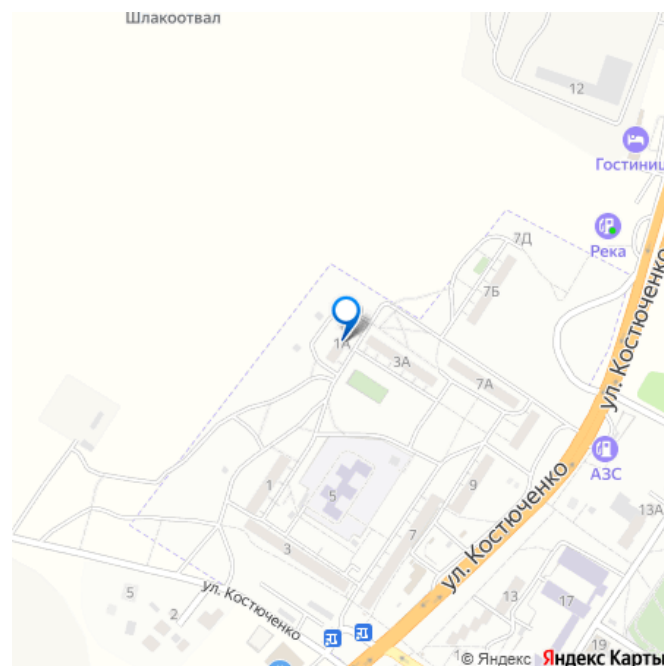 Шлакоотвал
12
Гостиниц
7Д
Река
7Б
ул. Костюченко
1А
3А
7А
АЗС
ул. Костюченко
1
5
9
13А
3
7
5
ул. Костюченко
2
13
17
1
19
© Яндекс Яндекс Карты